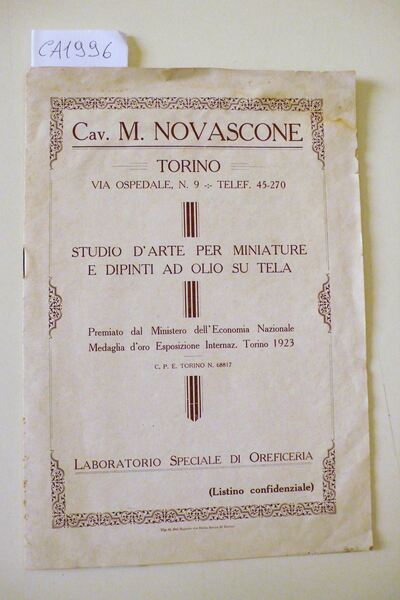 CA1996
Cav. M. NOVASCONE
TORINO
VIA OSPEDALE, N. 9 -:- TELEF. 45-270
STUDIO D'ARTE PER MINIATURE
E DIPINTI AD OLIO SU TELA
Premiato dal Ministero dell'Economia Nazionale
Medaglia d'oro Esposizione Internaz. Torino 1923
C. P. E. TORINO N. 68817
LABORATORIO SPECIALE DI OREFICERIA
(Listino confidenziale)